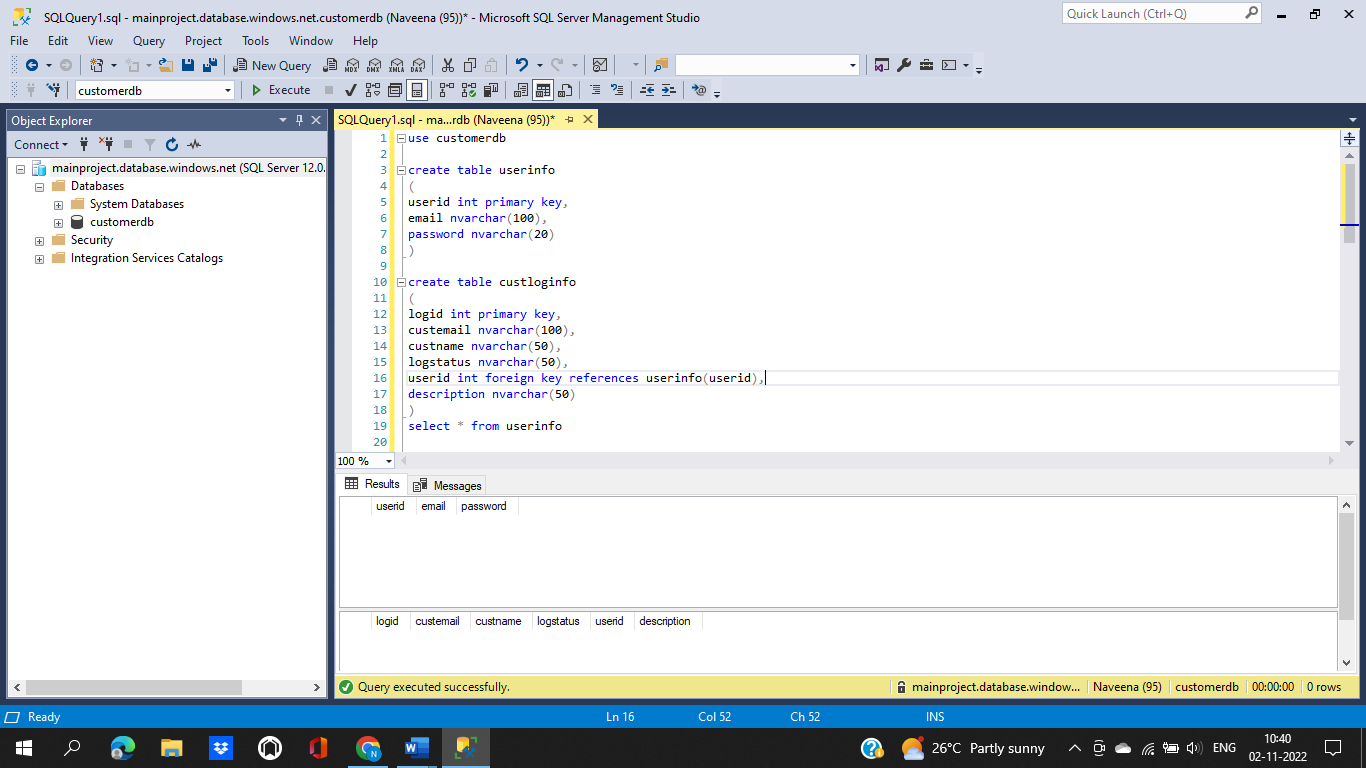 SQLQuery1.sql - mainproject.database.windows.net.customerdb (Naveena (95))* - Microsoft SQL Server Management Studio
Quick Launch (Ctrl+Q)
File Edit View Query Project Tools Window Help
New Query MDX DMX XMLA DAX
customerdb Execute
Object Explorer
Connect
mainproject.database.windows.net (SQL Server 12.0.
Databases
System Databases
customerdb
Security
Integration Services Catalogs
SQLQuery1.sql - ma...rdb (Naveena (95))*
1 use customerdb
2
3 create table userinfo
4 (
5 userid int primary key,
6 email nvarchar(100),
7 password nvarchar(20)
8 )
9
10 create table custloginfo
11 (
12 logid int primary key,
13 custemail nvarchar(100),
14 custname nvarchar(50),
15 logstatus nvarchar(50),
16 userid int foreign key references userinfo(userid),
17 description nvarchar(50)
18 )
19 select * from userinfo
20
100 %
Results Messages
userid email password
logid custemail custname logstatus userid description
Query executed successfully. mainproject.database.window... Naveena (95) customerdb 00:00:00 0 rows
Ready Ln 16 Col 52 Ch 52 INS
26°C Partly sunny ENG 10:40
02-11-2022